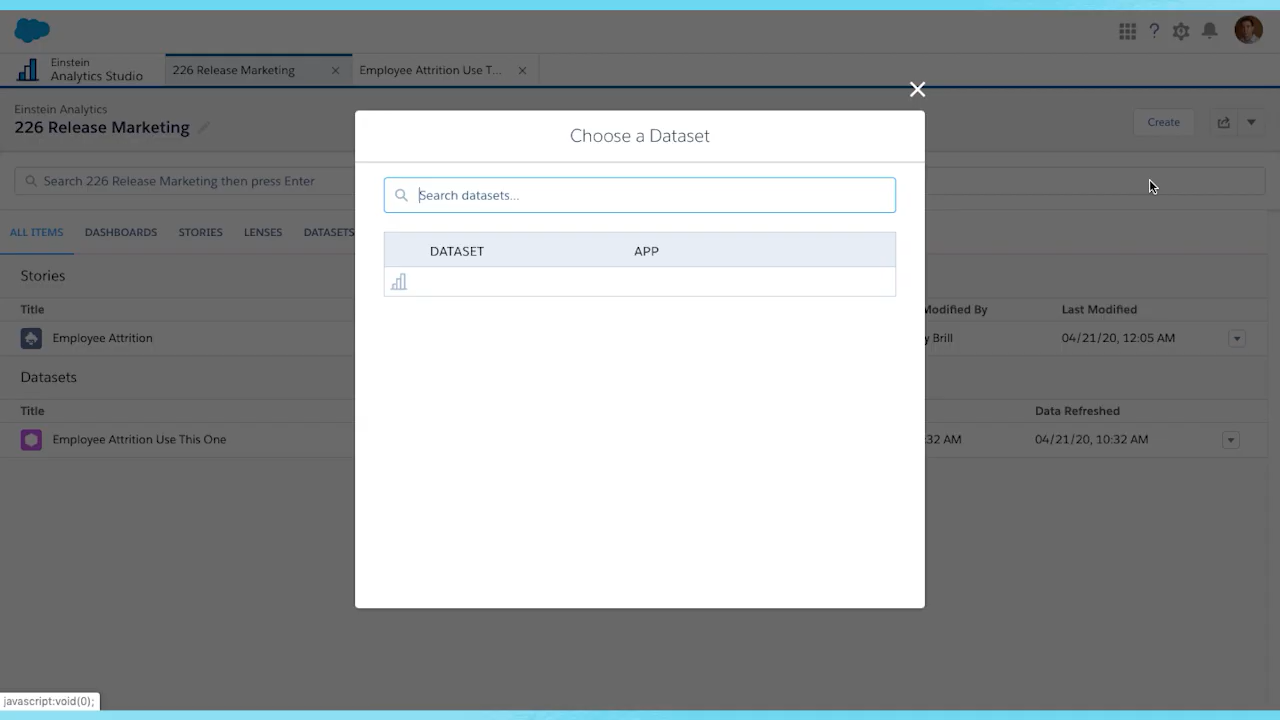 Einstein
Analytics Studio
226 Release Marketing
Employee Attrition Use T...
Einstein Analytics
226 Release Marketing
Create
Search 226 Release Marketing then press Enter
ALL ITEMS DASHBOARDS STORIES LENSES DATASETS
Stories
Title Modified By Last Modified
Employee Attrition y Brill 04/21/20, 12:05 AM
Datasets
Title Data Refreshed
Employee Attrition Use This One :32 AM 04/21/20, 10:32 AM
Choose a Dataset
Search datasets...
DATASET APP
javascript:void(0);